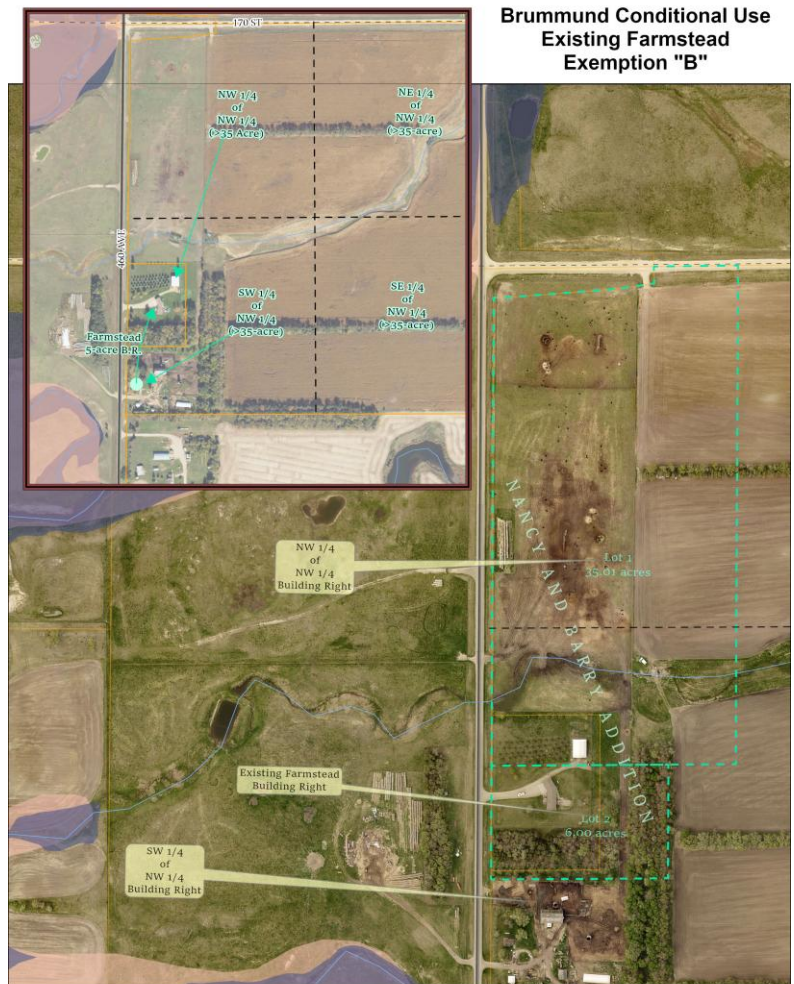 Brummund Conditional Use
Existing Farmstead
Exemption "B"
170 ST
NW 1/4
of
NW 1/4
(>35 Acre)
NE 1/4
of
NW 1/4
(>35-acre)
460 AVE
SW 1/4
of
NW 1/4
(>35-acre)
SE 1/4
of
NW 1/4
(>35-acre)
Farmstead
5-acre B.R.
NW 1/4
of
NW 1/4
Building Right
Lot 1
35.01 acres
NANCY AND BARRY ADDITION
Existing Farmstead
Building Right
Lot 2
6.00 acres
SW 1/4
of
NW 1/4
Building Right